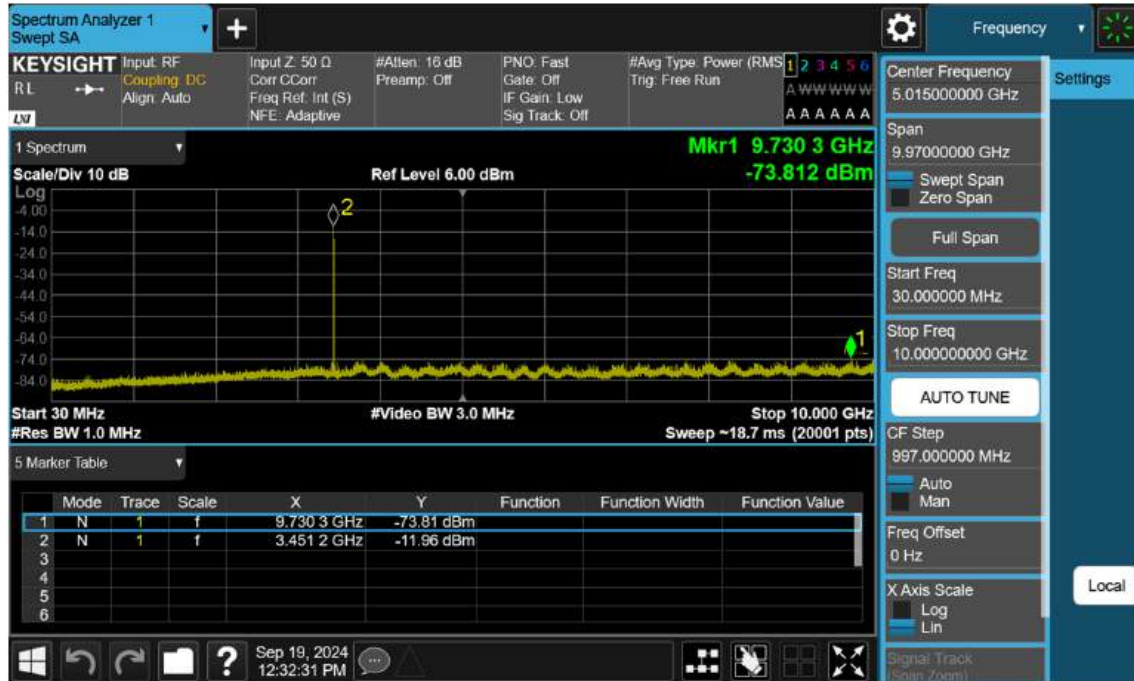 Spectrum Analyzer 1
Swept SA
+
Frequency
KEYSIGHT
RL
LXI
Input: RF
Coupling: DC
Align: Auto
Input Z: 50 Ω
Corr CCorr
Freq Ref: Int (S)
NFE: Adaptive
#Atten: 16 dB
Preamp: Off
PNO: Fast
Gate: Off
IF Gain: Low
Sig Track: Off
#Avg Type: Power (RMS
Trig: Free Run
1 2 3 4 5 6
A W W W W W
A A A A A A
Center Frequency
5.015000000 GHz
Settings
1 Spectrum
Scale/Div 10 dB
Ref Level 6.00 dBm
Mkr1 9.730 3 GHz
-73.812 dBm
Log
-4.00
-14.0
-24.0
-34.0
-44.0
-54.0
-64.0
-74.0
-84.0
2
1
Start 30 MHz
#Video BW 3.0 MHz
Stop 10.000 GHz
#Res BW 1.0 MHz
Sweep ~18.7 ms (20001 pts)
Span
9.97000000 GHz
Swept Span
Zero Span
Full Span
Start Freq
30.000000 MHz
Stop Freq
10.000000000 GHz
AUTO TUNE
CF Step
997.000000 MHz
Auto
Man
Freq Offset
0 Hz
X Axis Scale
Log
Lin
Signal Track
(Span Zoom)
Local
5 Marker Table
Mode Trace Scale X Y Function Function Width Function Value
1 N 1 f 9.730 3 GHz -73.81 dBm
2 N 1 f 3.451 2 GHz -11.96 dBm
3
4
5
6
?
Sep 19, 2024
12:32:31 PM